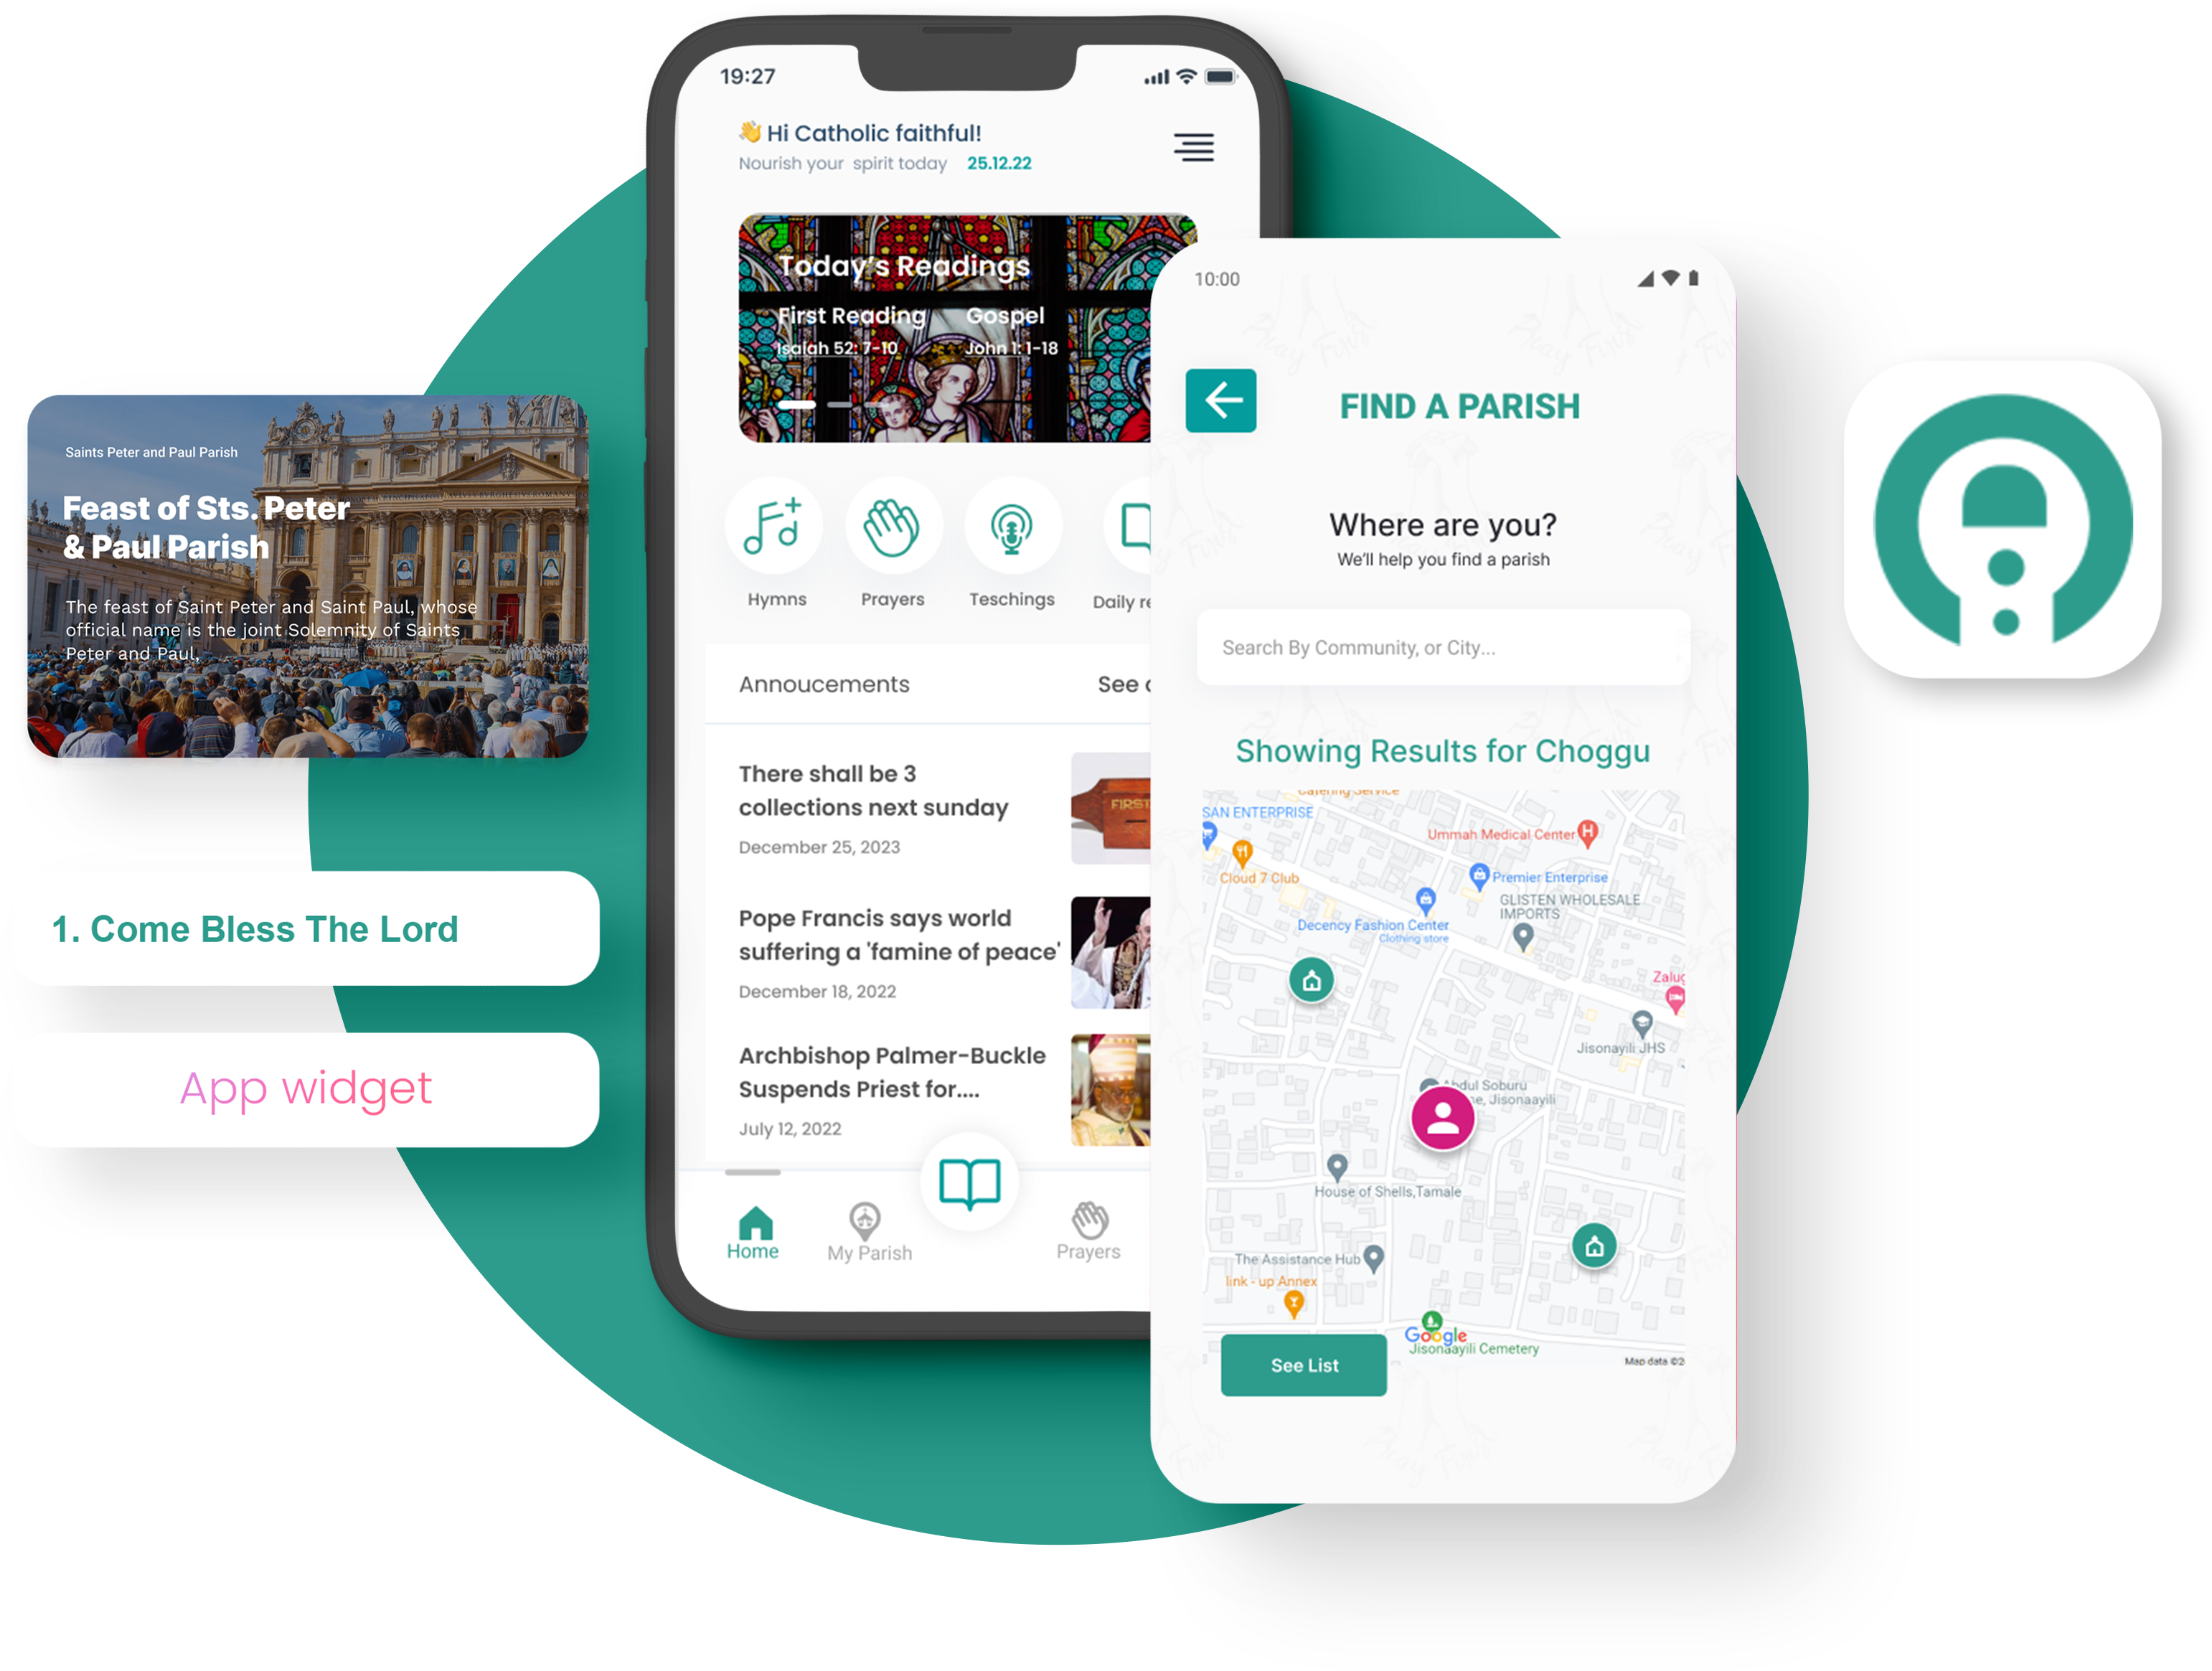 19:27
Hi Catholic faithful!
Nourish your spirit today 25.12.22
Today's Readings
First Reading Gospel
Isaiah 52: 7-10 John 1: 1-18
Hymns Prayers Teschings Daily re
Annoucements See
There shall be 3
collections next sunday
December 25, 2023
FIRST
Pope Francis says world
suffering a 'famine of peace'
December 18, 2022
Archbishop Palmer-Buckle
Suspends Priest for....
July 12, 2022
Home My Parish Prayers
Saints Peter and Paul Parish
Feast of Sts. Peter
& Paul Parish
The feast of Saint Peter and Saint Paul, whose
official name is the joint Solemnity of Saints
Peter and Paul,
1. Come Bless The Lord
App widget
10:00
FIND A PARISH
Where are you?
We'll help you find a parish
Search By Community, or City...
Showing Results for Choggu
Catering Service
SAN ENTERPRISE
Ummah Medical Center
Cloud 7 Club
Premier Enterprise
GLISTEN WHOLESALE
IMPORTS
Decency Fashion Center
Clothing store
Zalug
Jisonayili JHS
Abdul Soburu
ne, Jisonaayili
House of Shells,Tamale
The Assistance Hub
link - up Annex
Google
Jisonaayili Cemetery
Map data ©2
See List